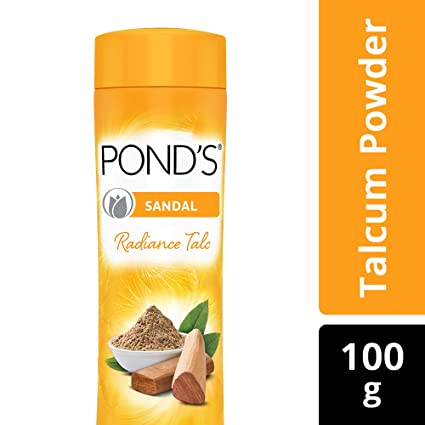 POND'S®
SANDAL
Radiance Talc
Talcum Powder
100
g